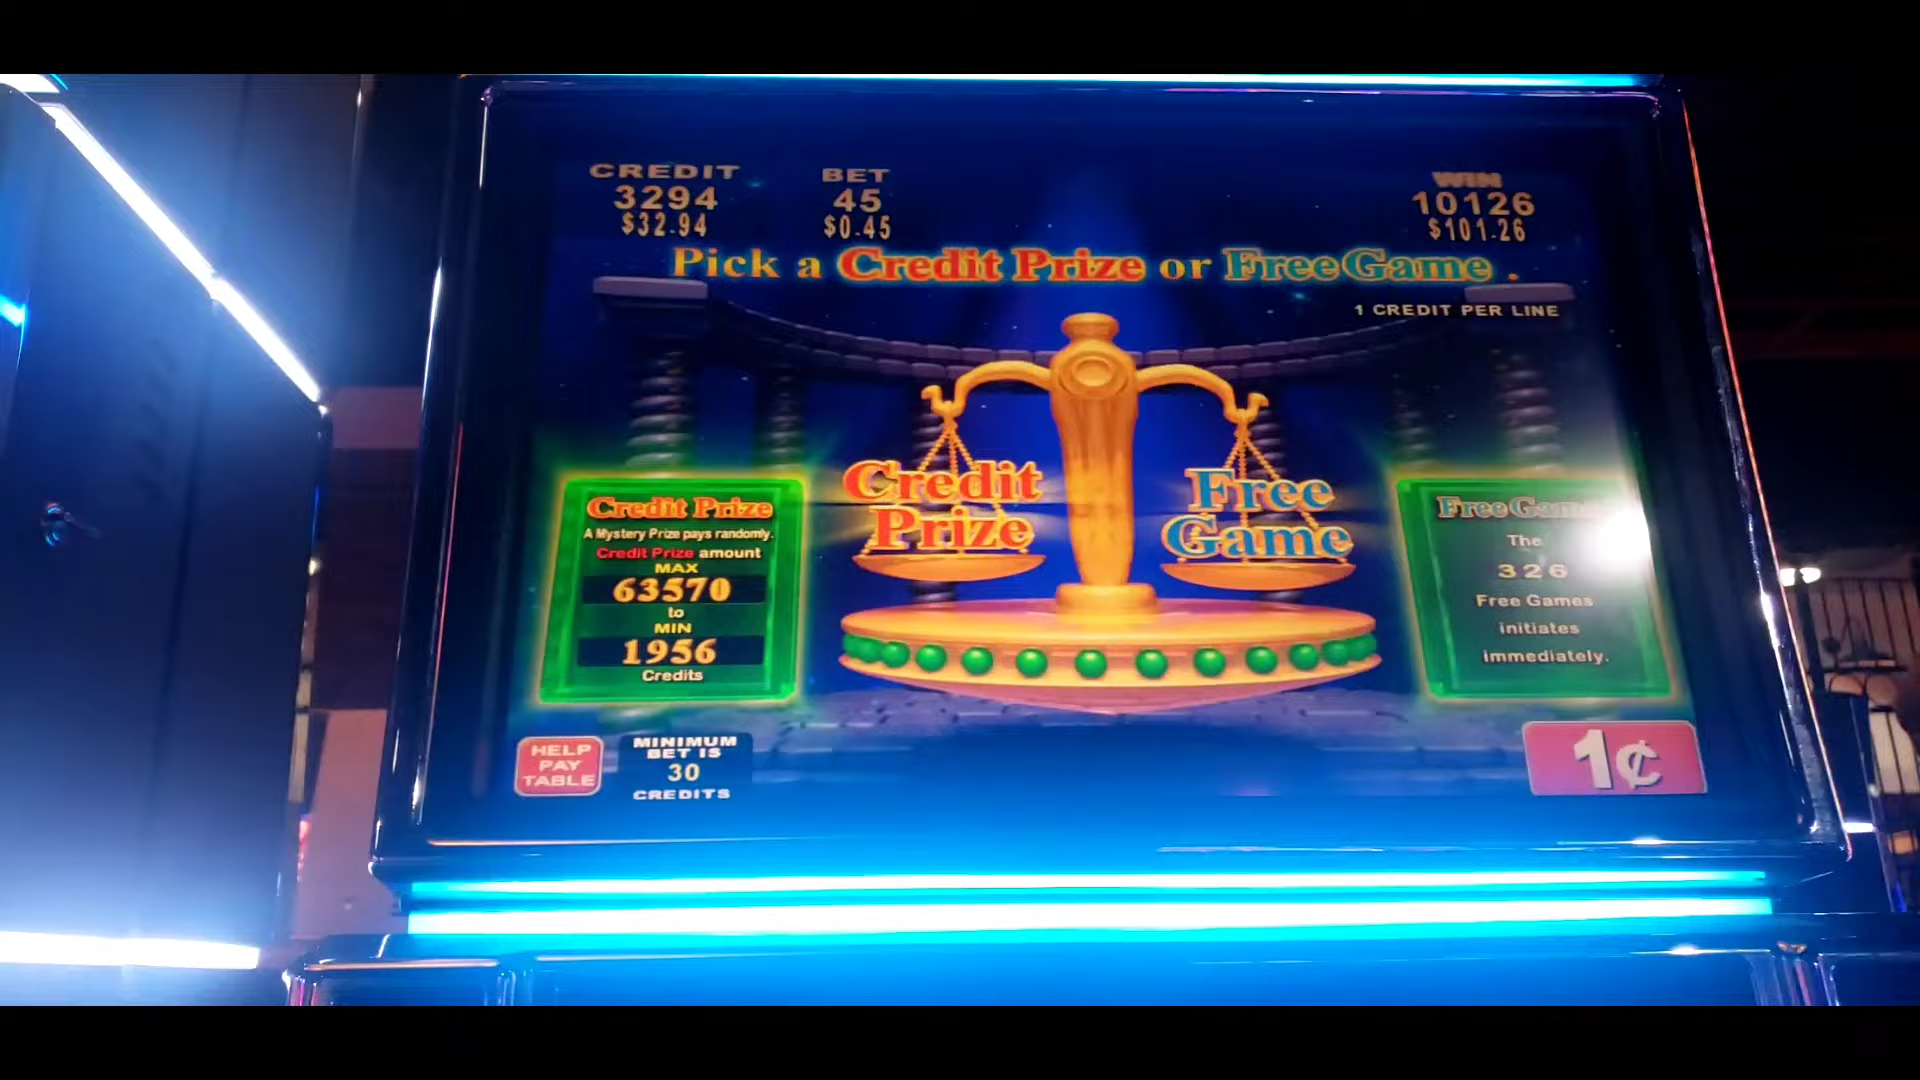 CREDIT
3294
$32.94
BET
45
$0.45
WIN
10126
$101.26
Pick a Credit Prize or Free Game .
1 CREDIT PER LINE
Credit Prize
A Mystery Prize pays randomly.
Credit Prize amount
MAX
63570
to
MIN
1956
Credits
Credit
Prize
Free
Game
Free Game
The
326
Free Games
initiates
immediately.
HELP
PAY
TABLE
MINIMUM
BET IS
30
CREDITS
1¢